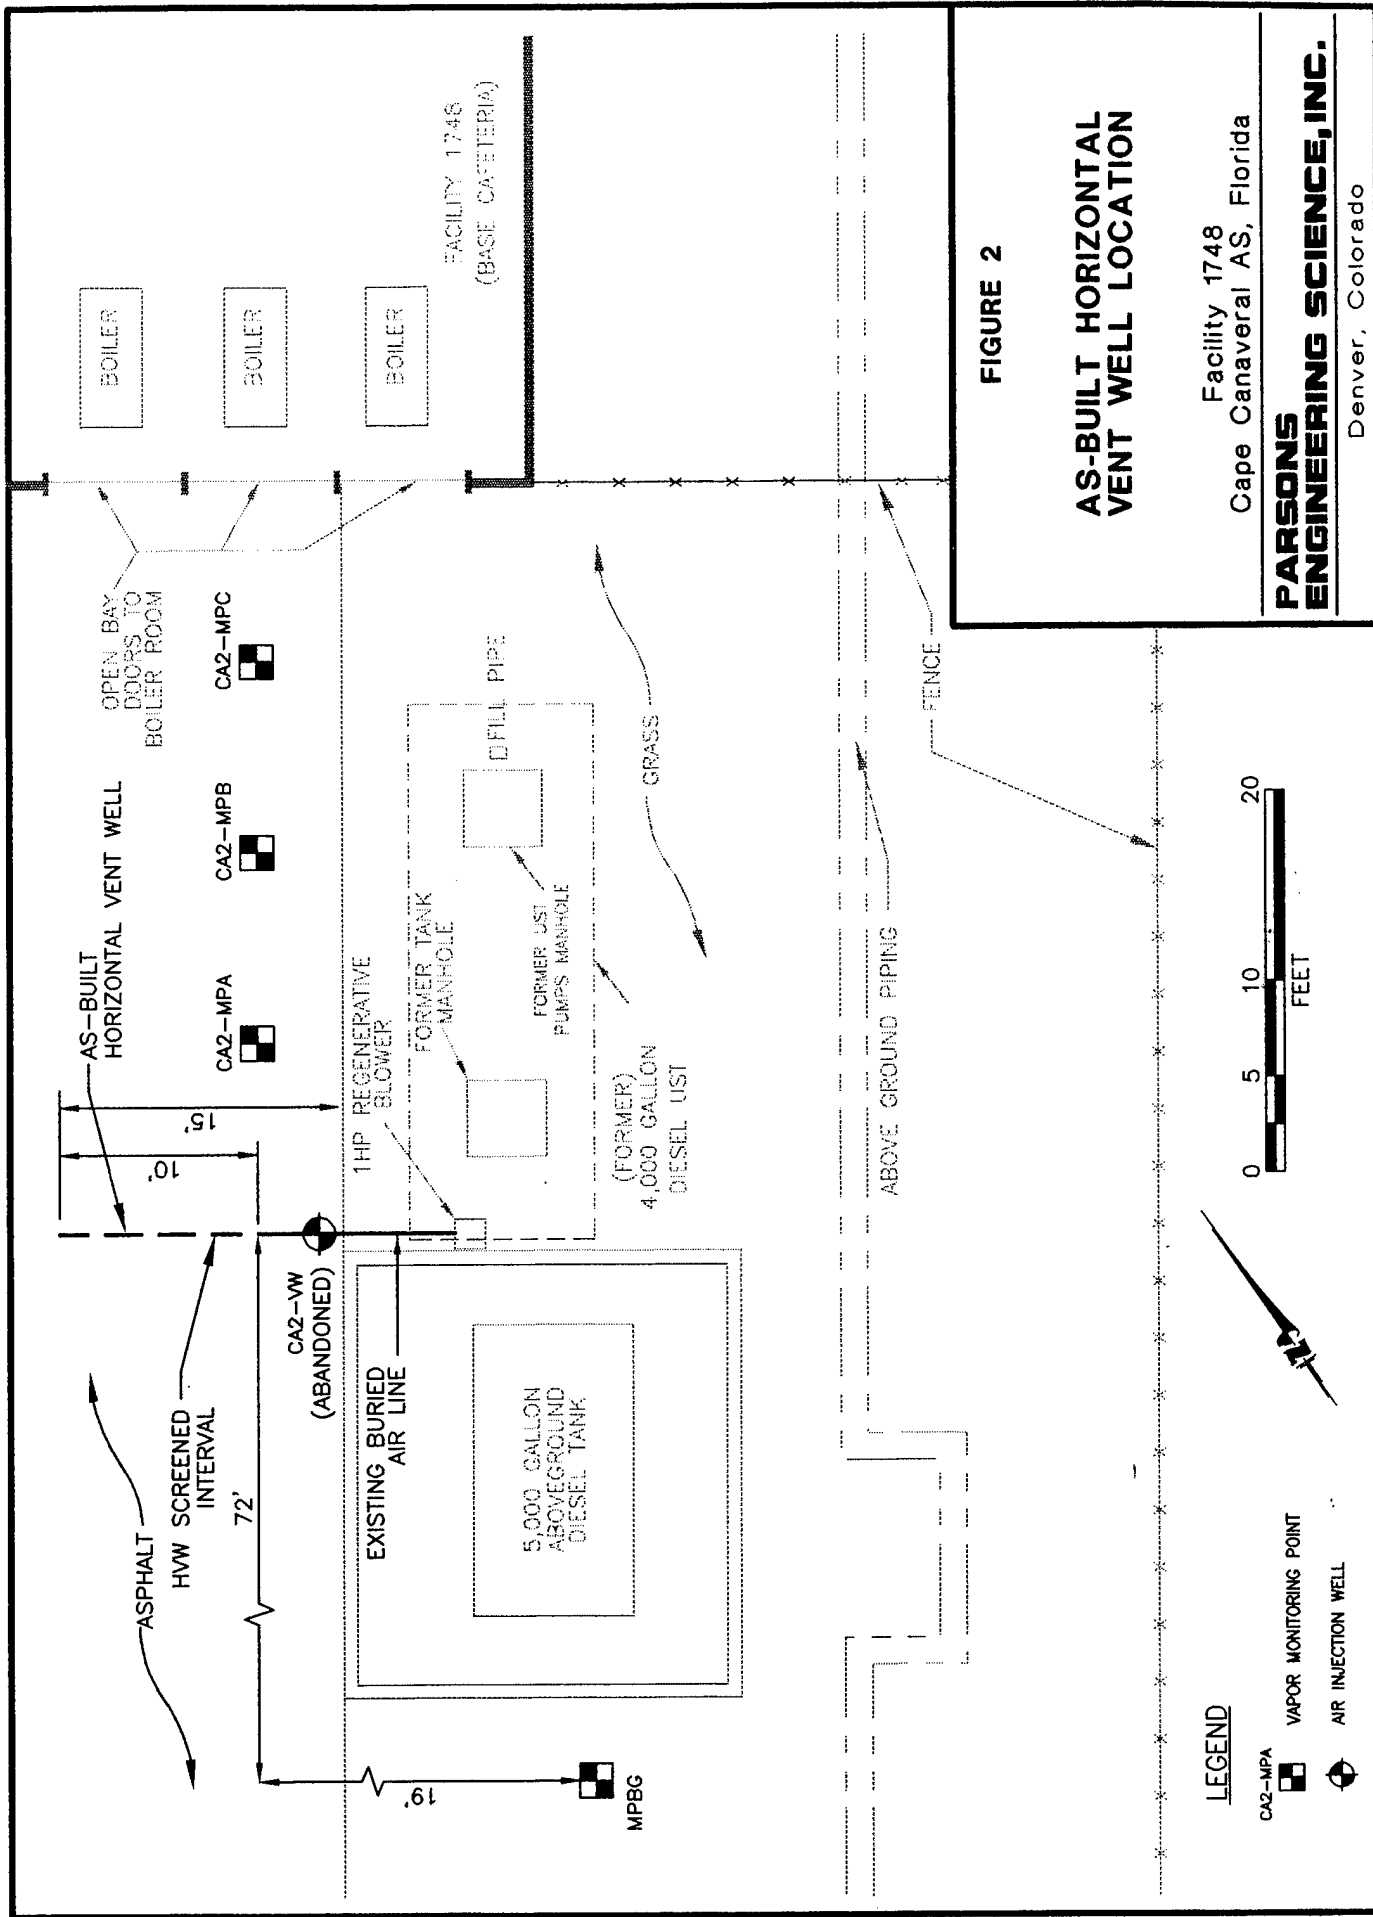 AS-BUILT
HORIZONTAL VENT WELL
ASPHALT
HVW SCREENED
INTERVAL
72'
10'
15'
19'
CA2-VW
(ABANDONED)
EXISTING BURIED
AIR LINE
CA2-MPA
CA2-MPB
CA2-MPC
OPEN BAY
DOORS TO
BOILER ROOM
BOILER
BOILER
BOILER
FACILITY 1748
(BASE CAFETERIA)
1HP REGENERATIVE
BLOWER
FORMER TANK
MANHOLE
FORMER UST
PUMPS MANHOLE
FILL PIPE
(FORMER)
4,000 GALLON
DIESEL UST
5,000 GALLON
ABOVEGROUND
DIESEL TANK
MPBG
GRASS
ABOVE GROUND PIPING
FENCE
LEGEND
CA2-MPA
VAPOR MONITORING POINT
AIR INJECTION WELL
N
0 5 10 20
FEET
FIGURE 2
AS-BUILT HORIZONTAL
VENT WELL LOCATION
Facility 1748
Cape Canaveral AS, Florida
PARSONS
ENGINEERING SCIENCE, INC.
Denver, Colorado